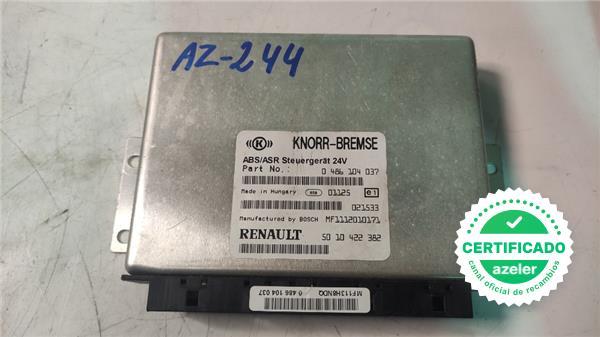 AZ-244
KNORR-BREMSE
ABS/ASR Steuergerät 24V
Part No.: 0 486 104 037
Made in Hungary 01125 e1
021533
Manufactured by BOSCH MF1112010171
RENAULT 50 10 422 382
0 486 104 037
MF113HBNDQ
CERTIFICADO
azeler
canal oficial de recambios